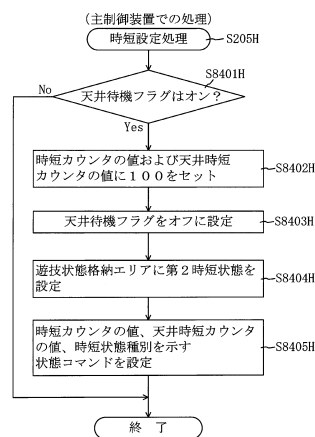 (主制御装置での処理)
時短設定処理
S205H
S8401H
天井待機フラグはオン?
No
Yes
時短カウンタの値および天井時短
カウンタの値に100をセット
S8402H
天井待機フラグをオフに設定
S8403H
遊技状態格納エリアに第2時短状態を
設定
S8404H
時短カウンタの値、天井時短カウンタ
の値、時短状態種別を示す
状態コマンドを設定
S8405H
終 了